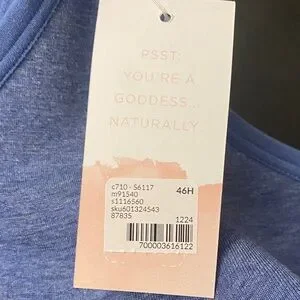 PSST:
YOU'RE A
GODDESS...
NATURALLY
c710 - S6117
46H
m91540
s1116560
sku601324543
87835
1224
700003616122